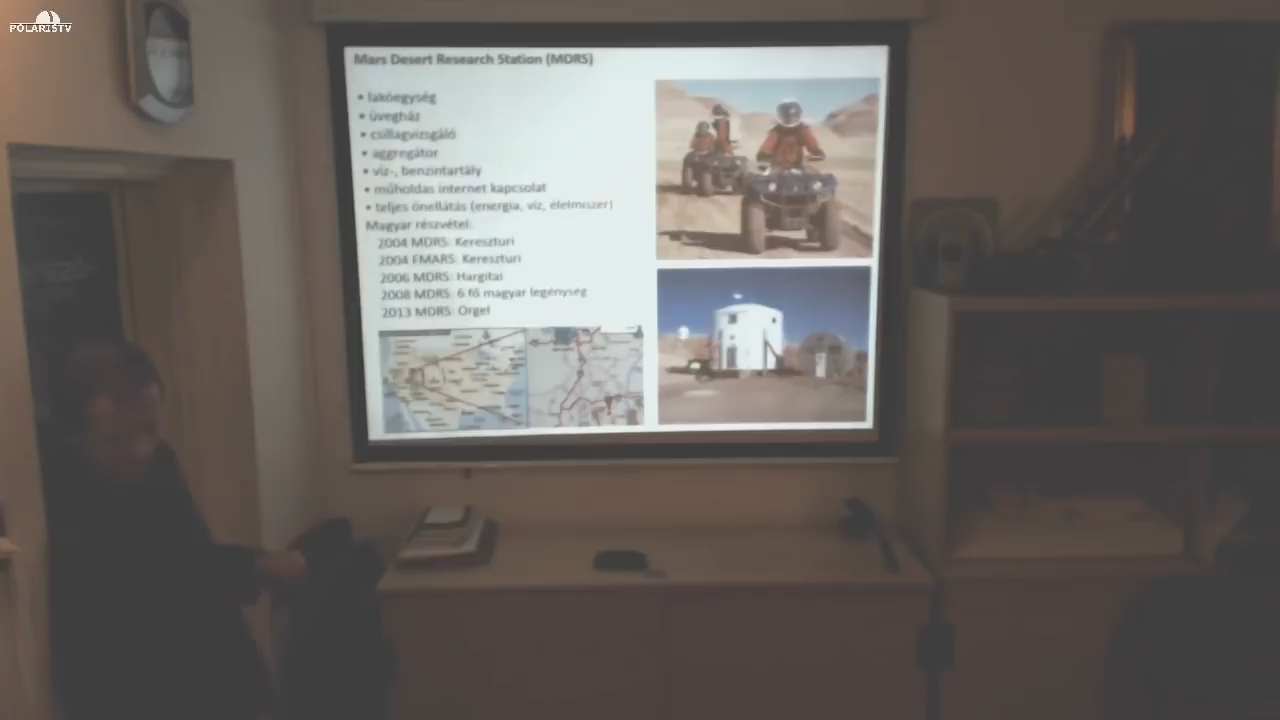 POLARISTV
Mars Desert Research Station (MDRS)
• lakóegység
• üvegház
• csillagvizsgáló
• aggregátor
• víz-, benzintartály
• műholdas internet kapcsolat
• teljes önellátás (energia, víz, élelmiszer)
Magyar részvétel:
2004 MDRS: Kereszturi
2004 FMARS: Kereszturi
2006 MDRS: Hargitai
2008 MDRS: 6 fő magyar legénység
2013 MDRS: Orgel